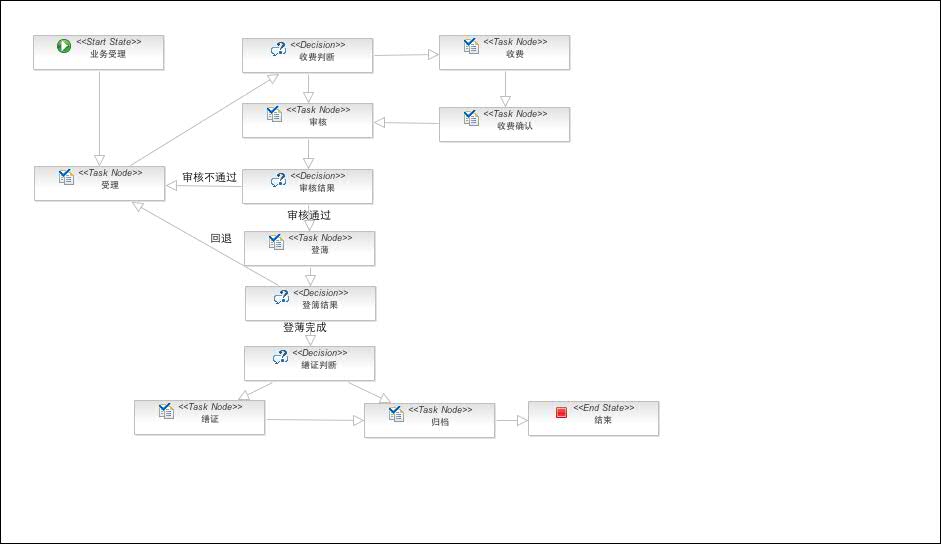 <<Start State>>
业务受理
<<Decision>>
收费判断
<<Task Node>>
收费
<<Task Node>>
审核
<<Task Node>>
收费确认
<<Task Node>>
受理
审核不通过
<<Decision>>
审核结果
审核通过
回退
<<Task Node>>
登薄
<<Decision>>
登簿结果
登薄完成
<<Decision>>
缮证判断
<<Task Node>>
缮证
<<Task Node>>
归档
<<End State>>
结束